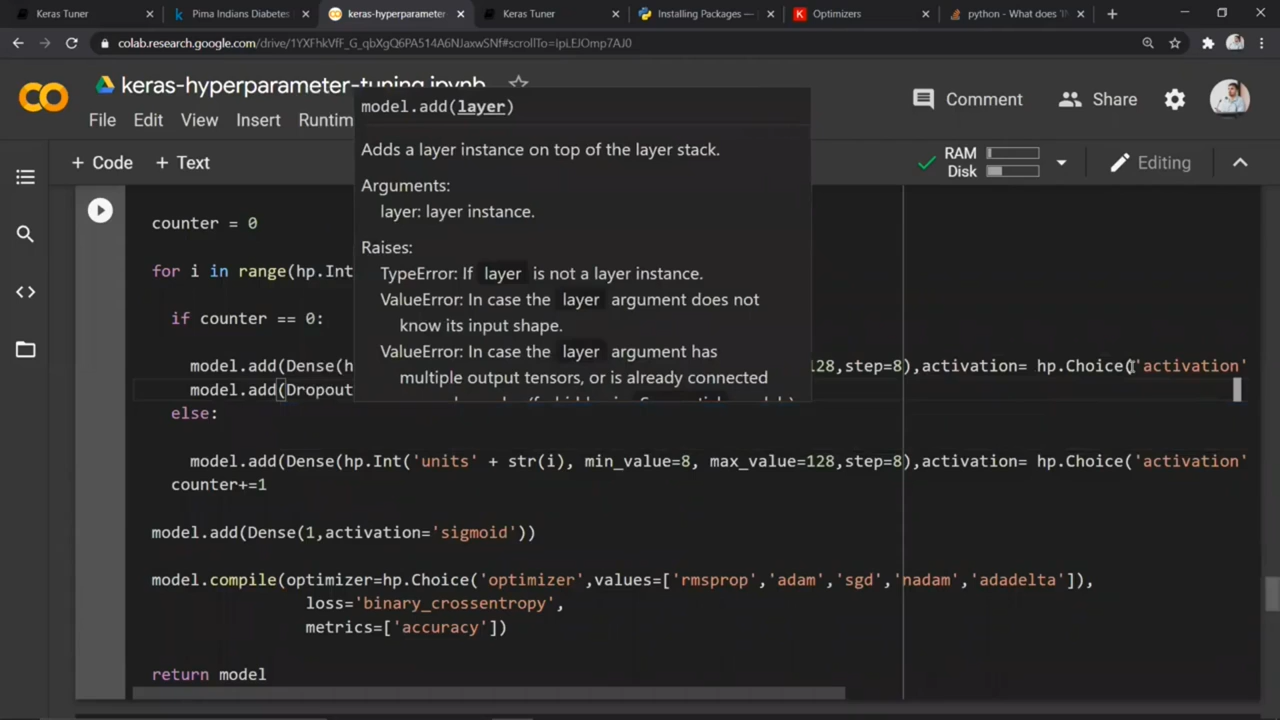 Keras Tuner
Pima Indians Diabetes
keras-hyperparameter
Keras Tuner
Installing Packages —
Optimizers
python - What does 'IN
colab.research.google.com/drive/1YXFhkVfF_G_qbXgQ6PA514A6NJaxwSNf#scrollTo=ipLEJOmp7AJ0
keras-hyperparameter-tuning.ipynb
File Edit View Insert Runtim
Comment
Share
+ Code + Text
RAM
Disk
Editing
model.add(layer)
Adds a layer instance on top of the layer stack.
Arguments:
layer: layer instance.
Raises:
TypeError: If layer is not a layer instance.
ValueError: In case the layer argument does not
know its input shape.
ValueError: In case the layer argument has
multiple output tensors, or is already connected
counter = 0
for i in range(hp.Int
if counter == 0:
model.add(Dense(h 128,step=8),activation= hp.Choice('activation'
model.add(Dropout
else:
model.add(Dense(hp.Int('units' + str(i), min_value=8, max_value=128,step=8),activation= hp.Choice('activation'
counter+=1
model.add(Dense(1,activation='sigmoid'))
model.compile(optimizer=hp.Choice('optimizer',values=['rmsprop','adam','sgd','nadam','adadelta']),
loss='binary_crossentropy',
metrics=['accuracy'])
return model